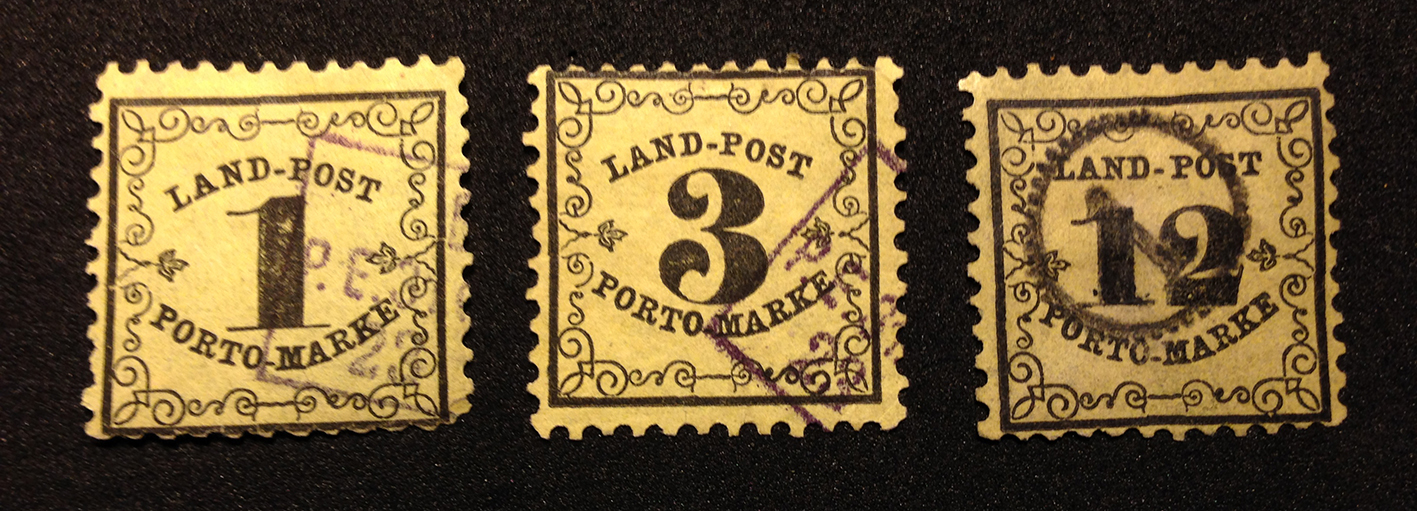 LAND-POST
1
PORTO-MARKE
P.E.
LAND-POST
3
PORTO-MARKE
LAND-POST
12
PORTO-MARKE